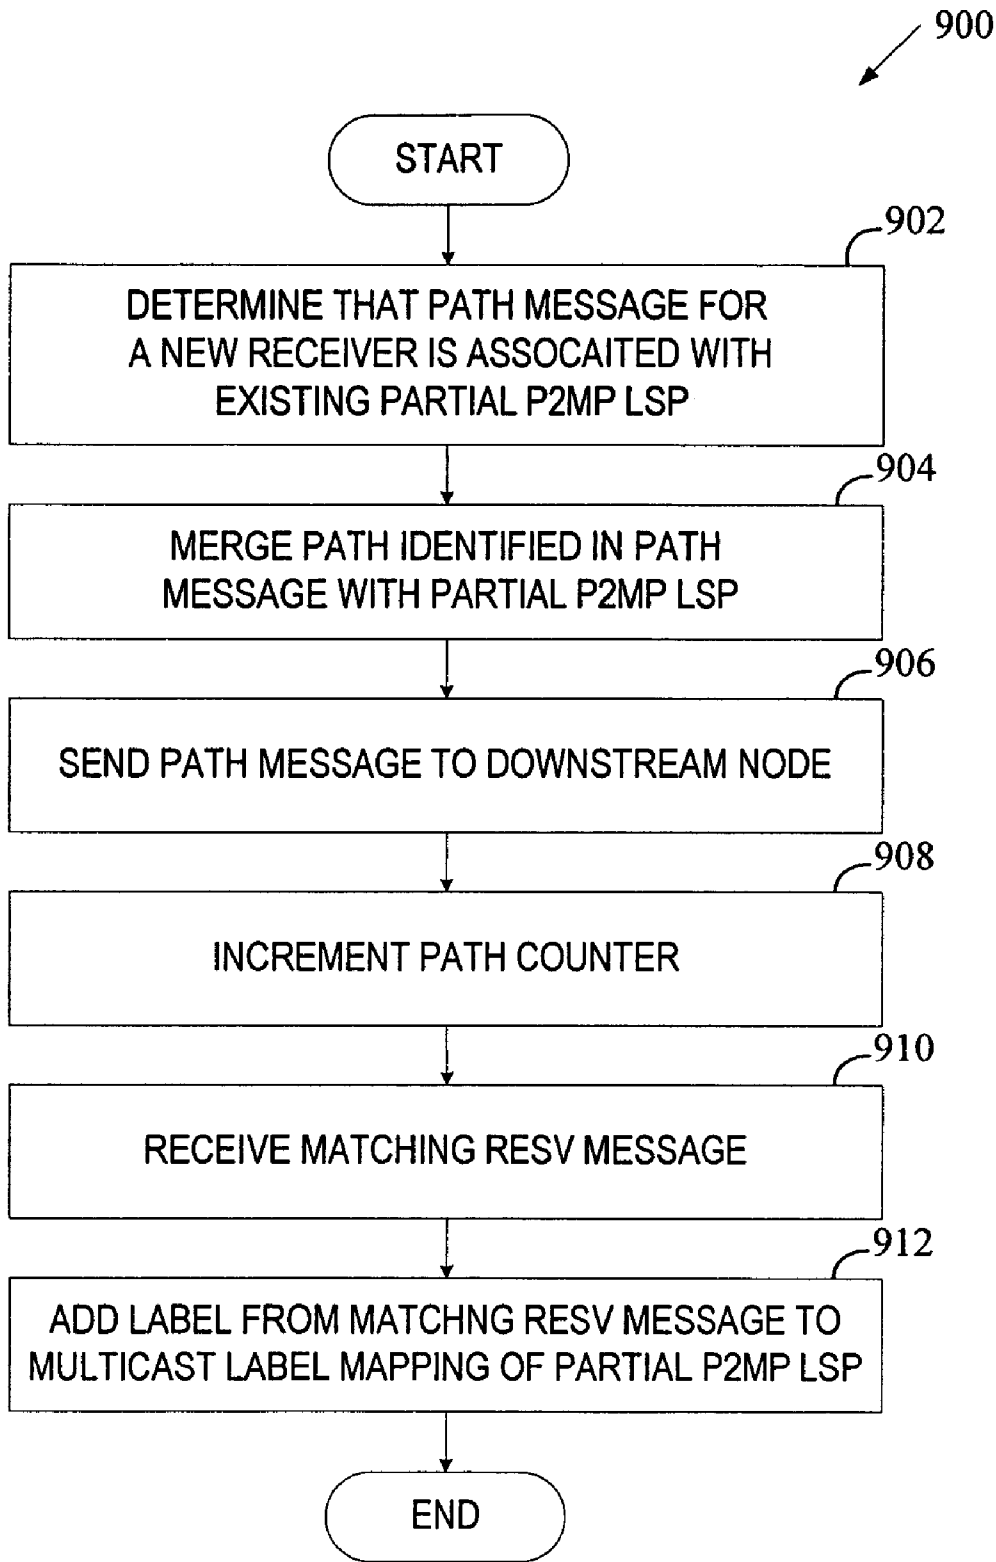 900
START
902
DETERMINE THAT PATH MESSAGE FOR
A NEW RECEIVER IS ASSOCAITED WITH
EXISTING PARTIAL P2MP LSP
904
MERGE PATH IDENTIFIED IN PATH
MESSAGE WITH PARTIAL P2MP LSP
906
SEND PATH MESSAGE TO DOWNSTREAM NODE
908
INCREMENT PATH COUNTER
910
RECEIVE MATCHING RESV MESSAGE
912
ADD LABEL FROM MATCHNG RESV MESSAGE TO
MULTICAST LABEL MAPPING OF PARTIAL P2MP LSP
END